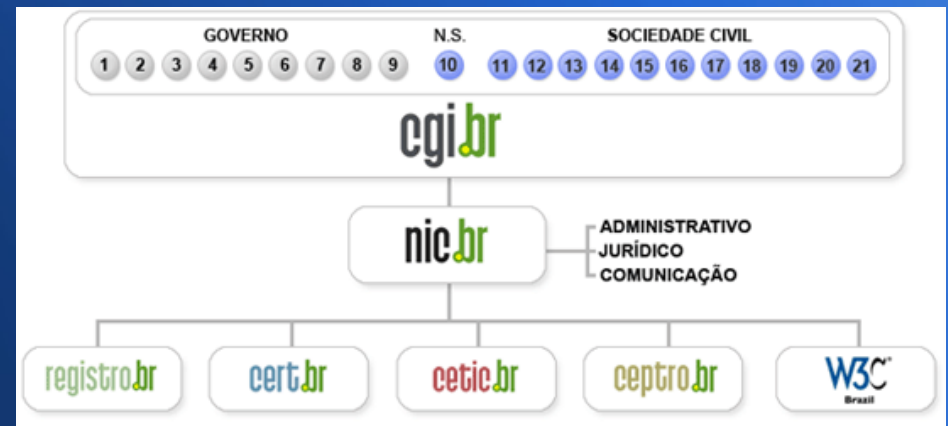 GOVERNO N.S. SOCIEDADE CIVIL
1 2 3 4 5 6 7 8 9 10 11 12 13 14 15 16 17 18 19 20 21
cgi.br
nic.br
ADMINISTRATIVO
JURÍDICO
COMUNICAÇÃO
registro.br cert.br cetic.br ceptro.br W3C®
Brazil